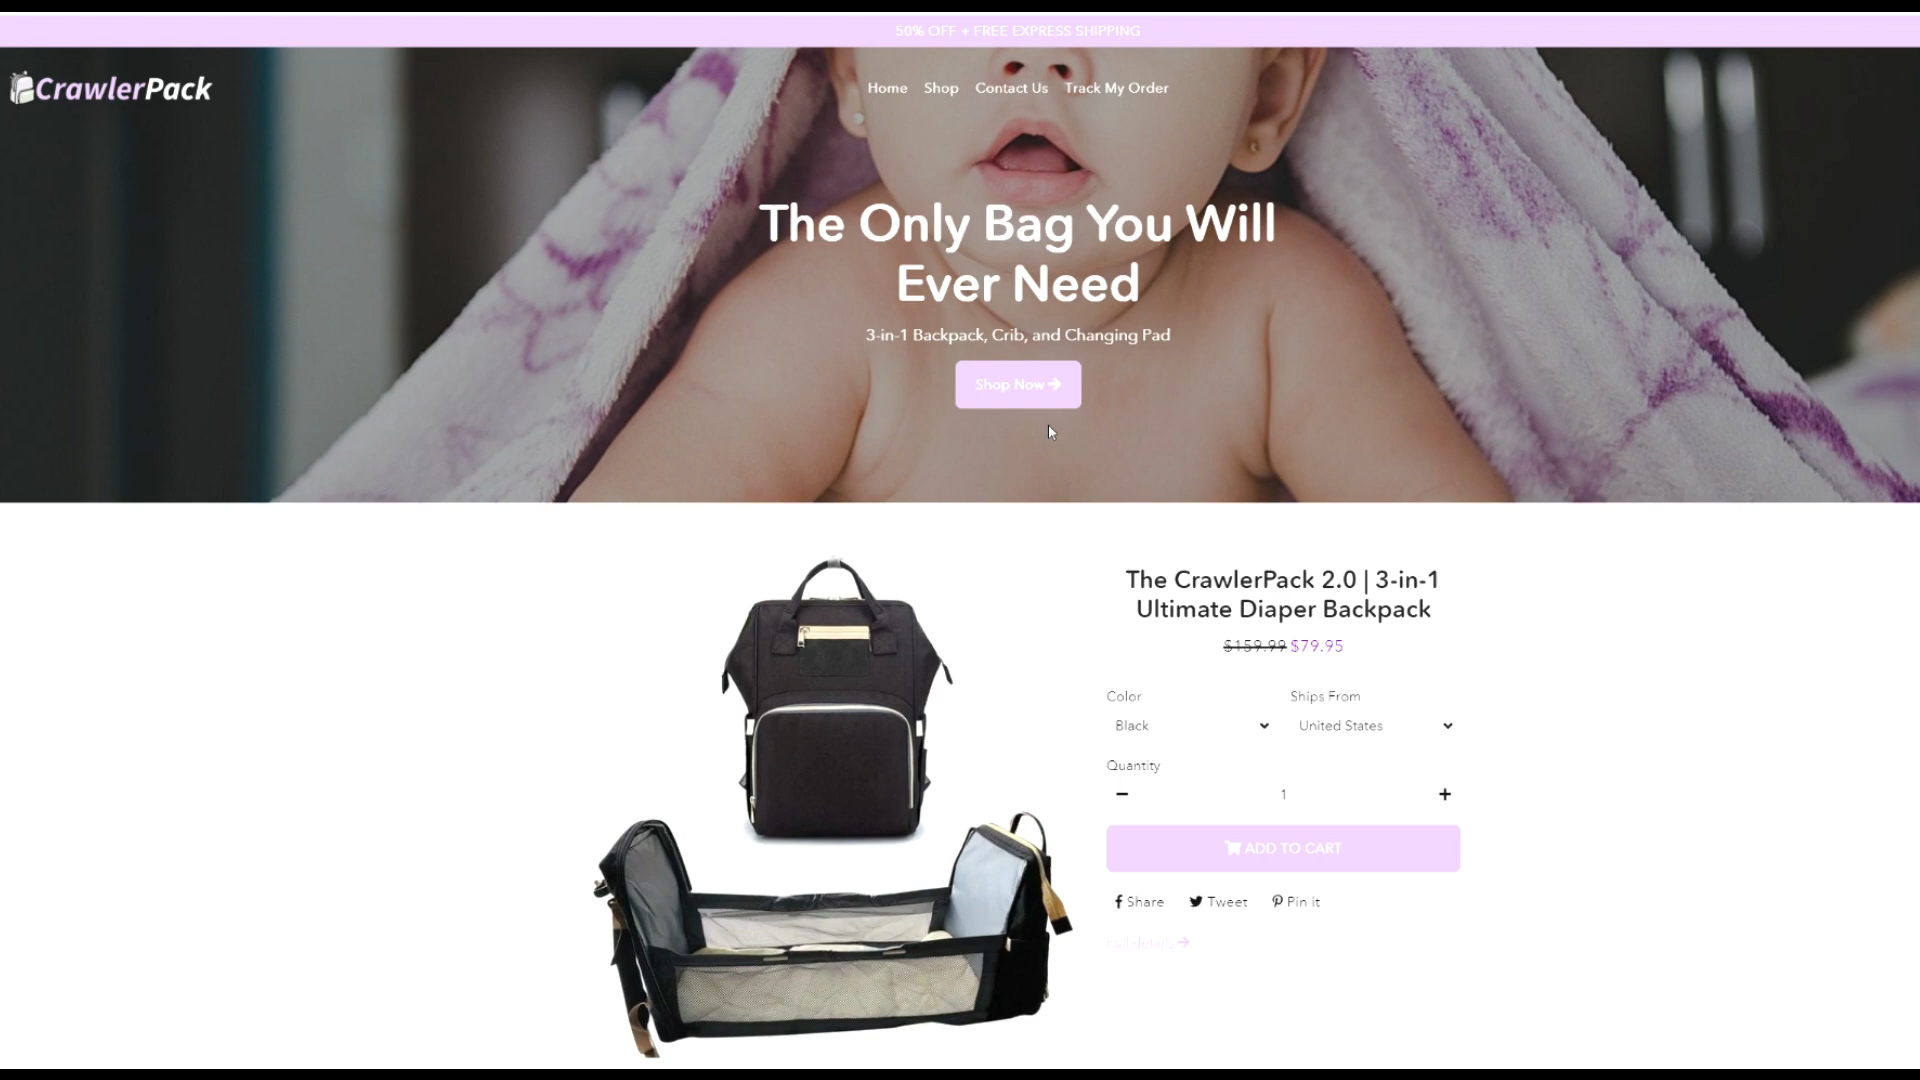 50% OFF + FREE EXPRESS SHIPPING
CrawlerPack
Home Shop Contact Us Track My Order
The Only Bag You Will
Ever Need
3-in-1 Backpack, Crib, and Changing Pad
Shop Now
The CrawlerPack 2.0 | 3-in-1
Ultimate Diaper Backpack
$159.99 $79.95
Color Ships From
Black United States
Quantity
1
ADD TO CART
Share Tweet Pin it
Full details